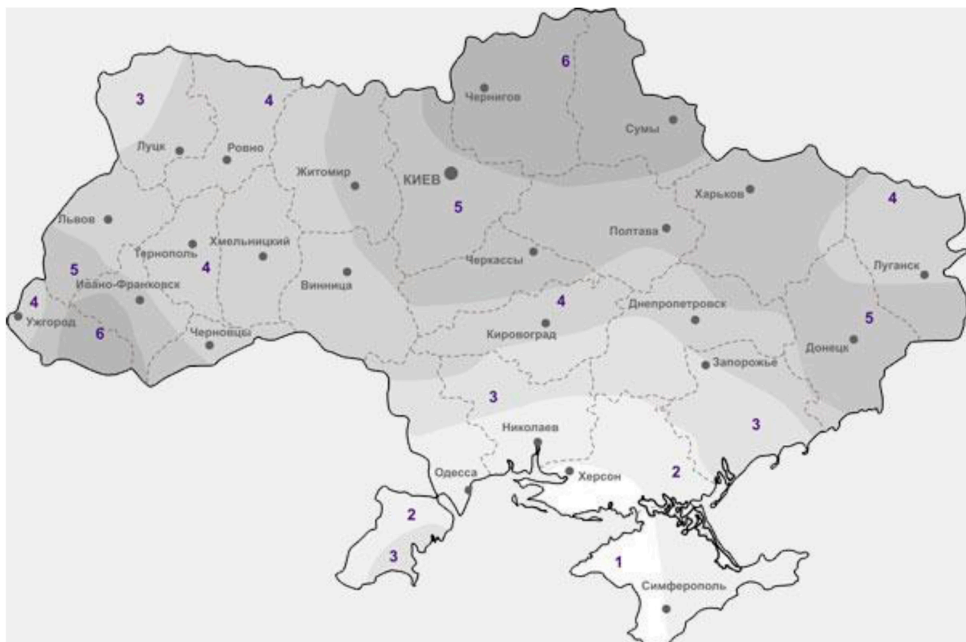 6
Чернигов
3
4
Сумы
Луцк
Ровно
Житомир
КИЕВ
Харьков
4
5
Львов
Полтава
Тернополь
Хмельницкий
Черкассы
5
4
Луганск
Ивано-Франковск
Винница
4
4
Днепропетровск
Ужгород
6
Черновцы
Кировоград
5
Донецк
Запорожье
3
3
Николаев
Одесса
Херсон
2
2
3
1
Симферополь